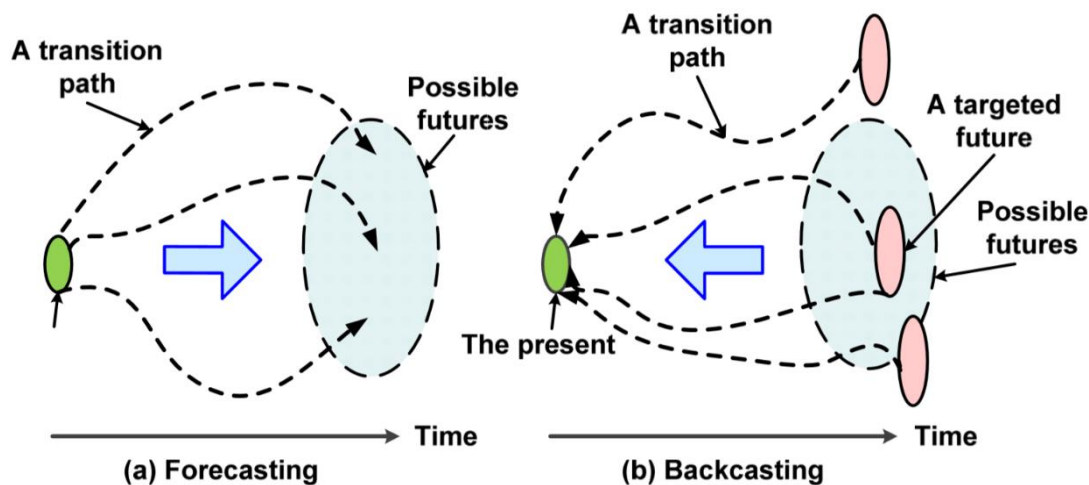 A transition
path
Possible
futures
Time
(a) Forecasting
A transition
path
A targeted
future
Possible
futures
The present
Time
(b) Backcasting